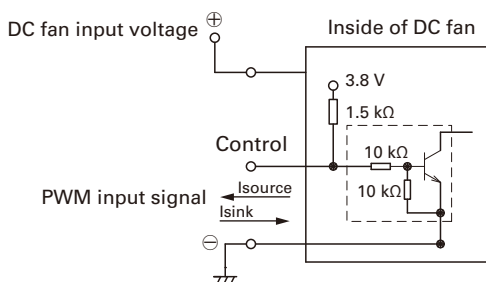 ⊕
DC fan input voltage
Inside of DC fan
3.8 V
1.5 kΩ
Control
10 kΩ
10 kΩ
PWM input signal
Isource
Isink
⊖